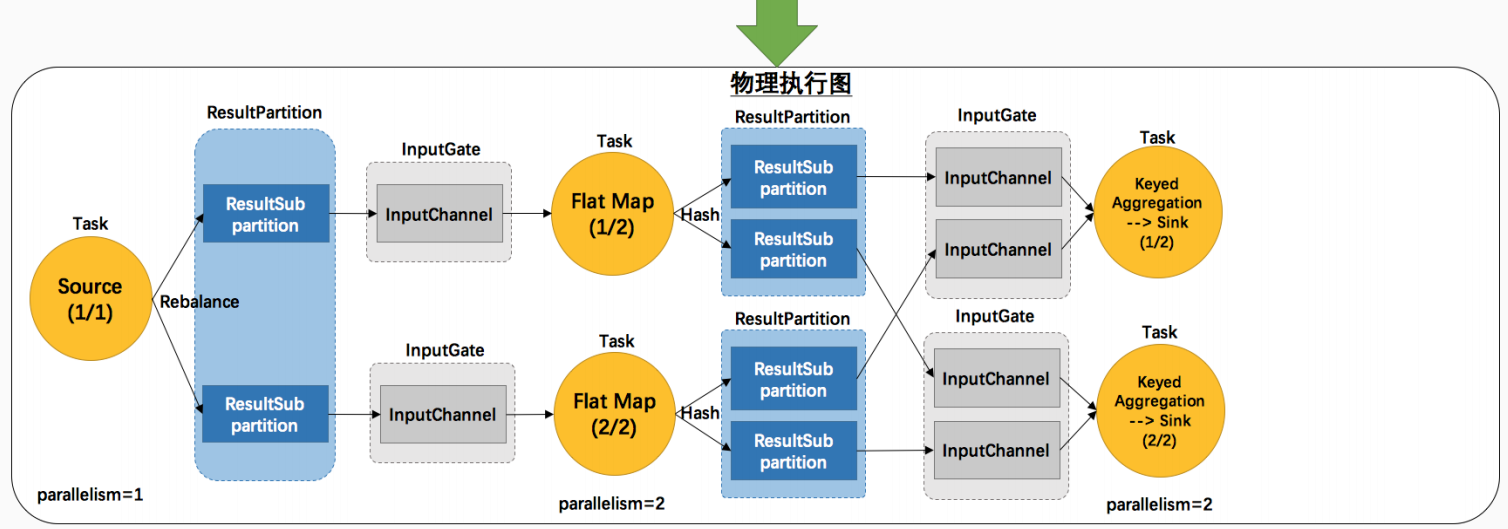 物理执行图
ResultPartition
ResultSub
partition
ResultSub
partition
Task
Source
(1/1)
Rebalance
parallelism=1
InputGate
InputChannel
InputGate
InputChannel
Task
Flat Map
(1/2)
Hash
Task
Flat Map
(2/2)
Hash
parallelism=2
ResultPartition
ResultSub
partition
ResultSub
partition
ResultPartition
ResultSub
partition
ResultSub
partition
InputGate
InputChannel
InputChannel
InputGate
InputChannel
InputChannel
Task
Keyed
Aggregation
--> Sink
(1/2)
Task
Keyed
Aggregation
--> Sink
(2/2)
parallelism=2